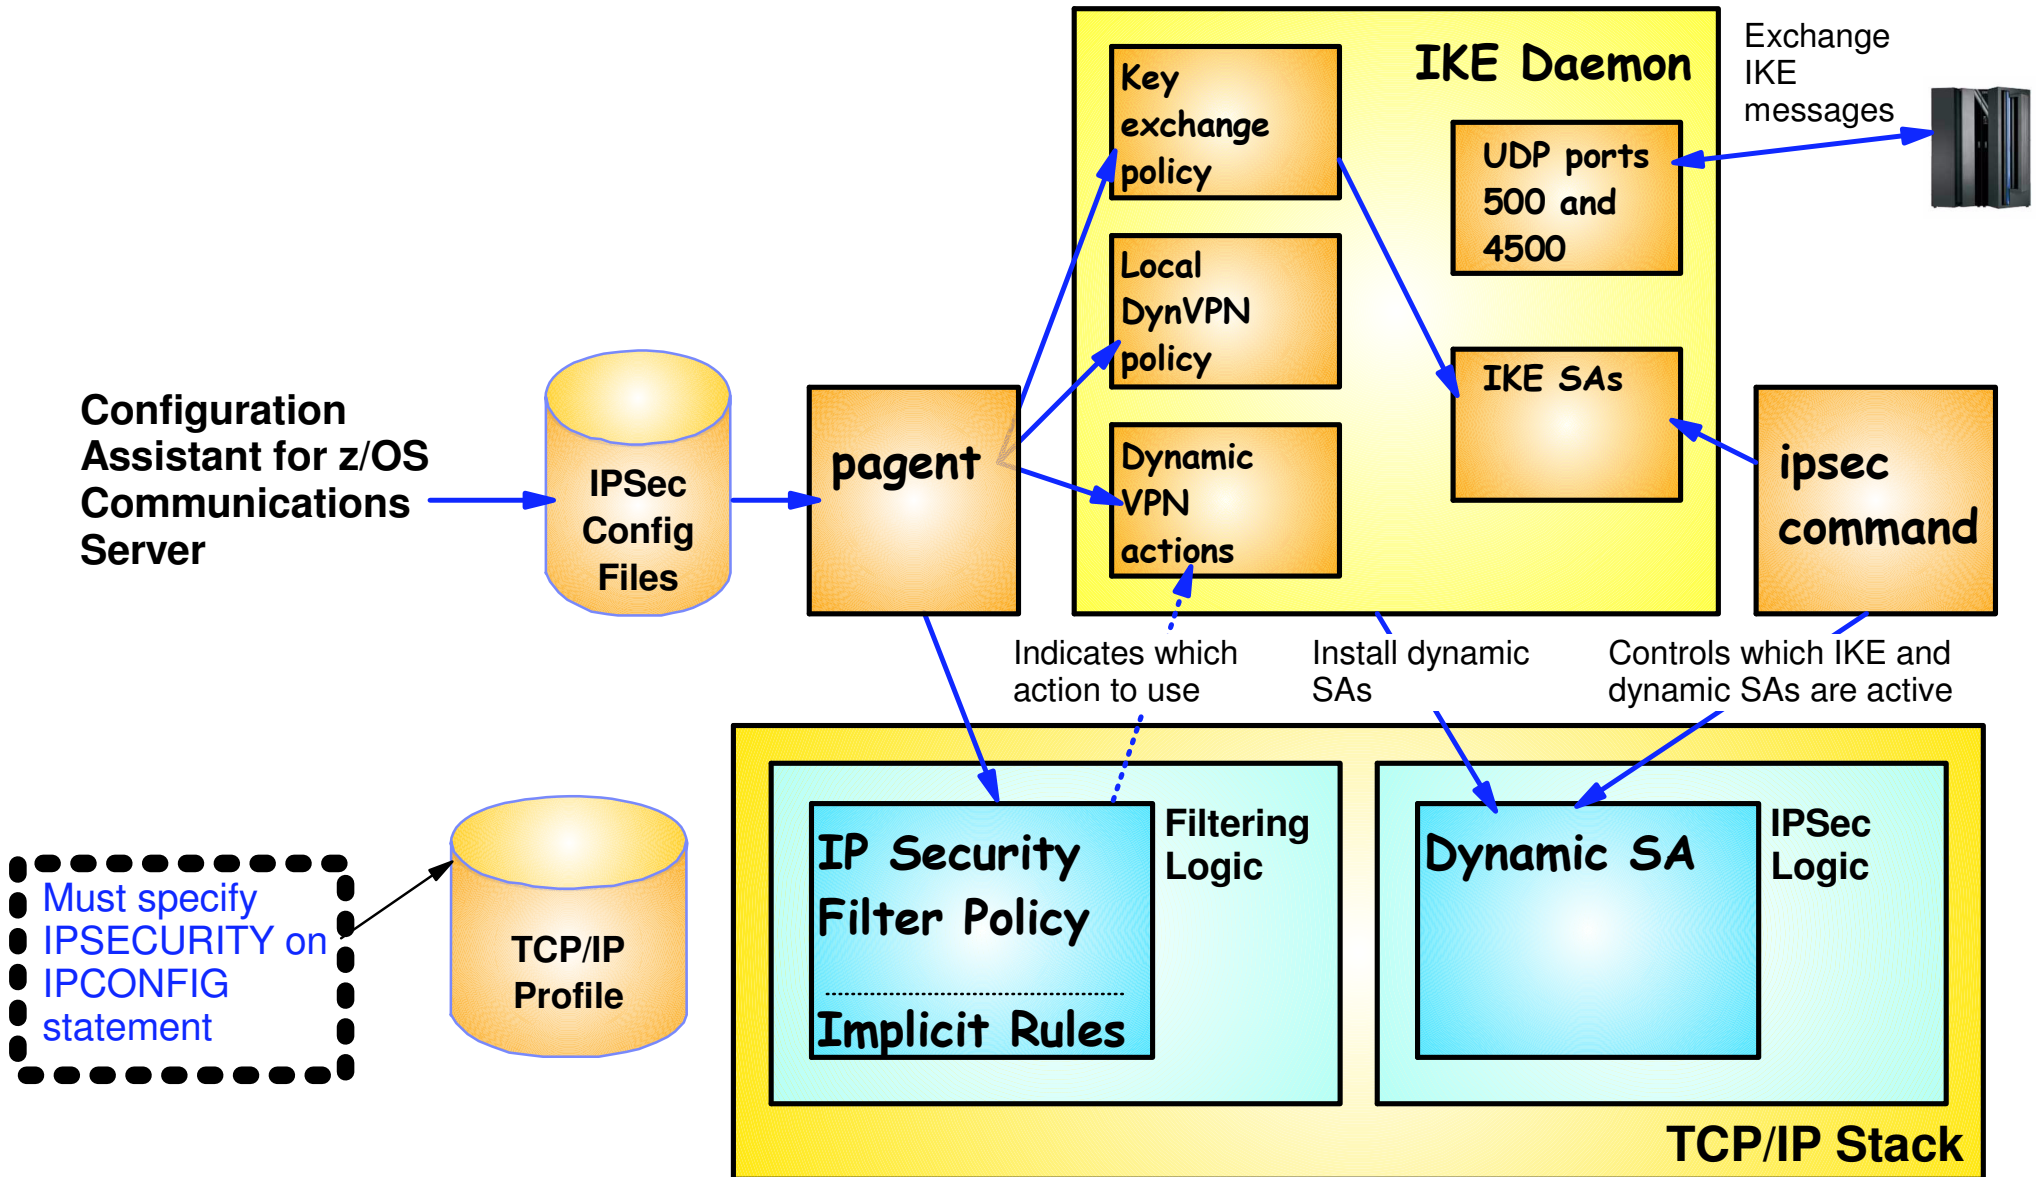 IKE Daemon
Exchange
IKE
messages
Key
exchange
policy
UDP ports
500 and
4500
Local
DynVPN
policy
IKE SAs
Configuration
Assistant for z/OS
Communications
Server
IPSec
Config
Files
pagent
Dynamic
VPN
actions
ipsec
command
Indicates which
action to use
Install dynamic
SAs
Controls which IKE and
dynamic SAs are active
Must specify
IPSECURITY on
IPCONFIG
statement
TCP/IP
Profile
IP Security
Filter Policy
Implicit Rules
Filtering
Logic
Dynamic SA
IPSec
Logic
TCP/IP Stack